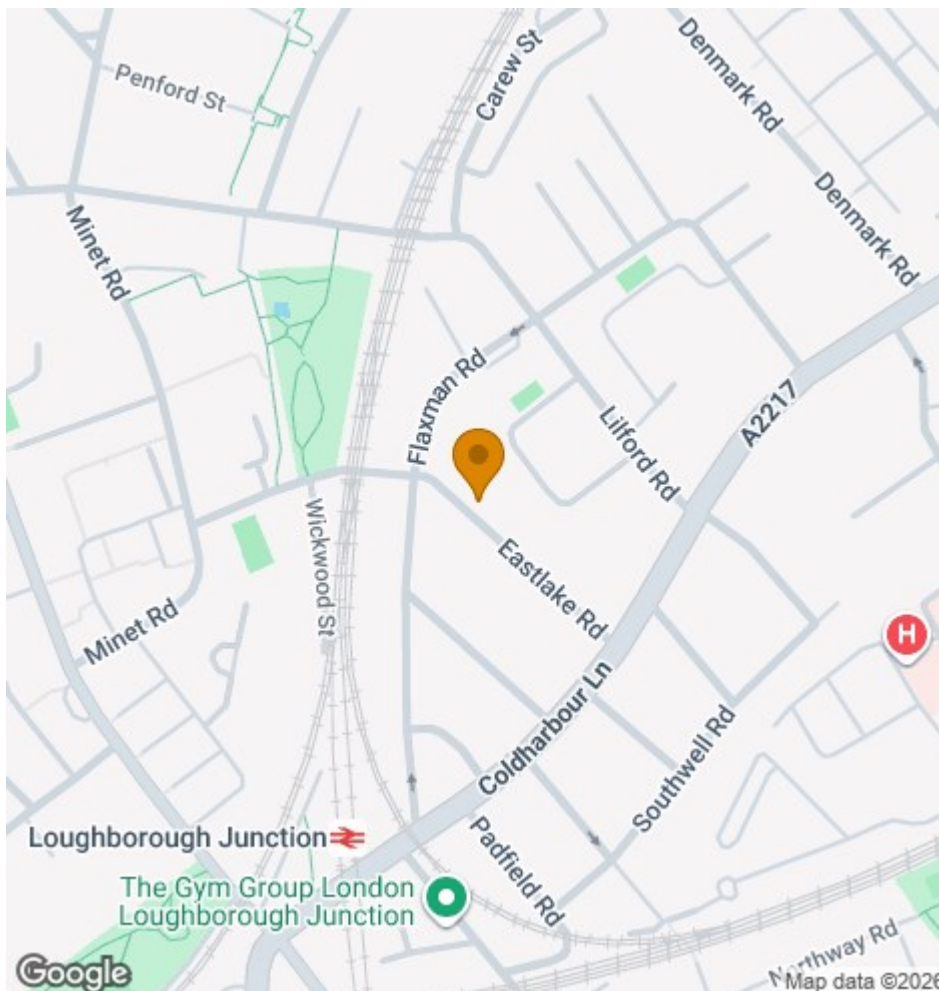 Penford St
Carew St
Denmark Rd
Denmark Rd
Minet Rd
Flaxman Rd
A2217
Lilford Rd
Wickwood St
Eastlake Rd
Minet Rd
H
Coldharbour Ln
Southwell Rd
Loughborough Junction
Padfield Rd
The Gym Group London
Loughborough Junction
Northway Rd
Google
Map data ©2026